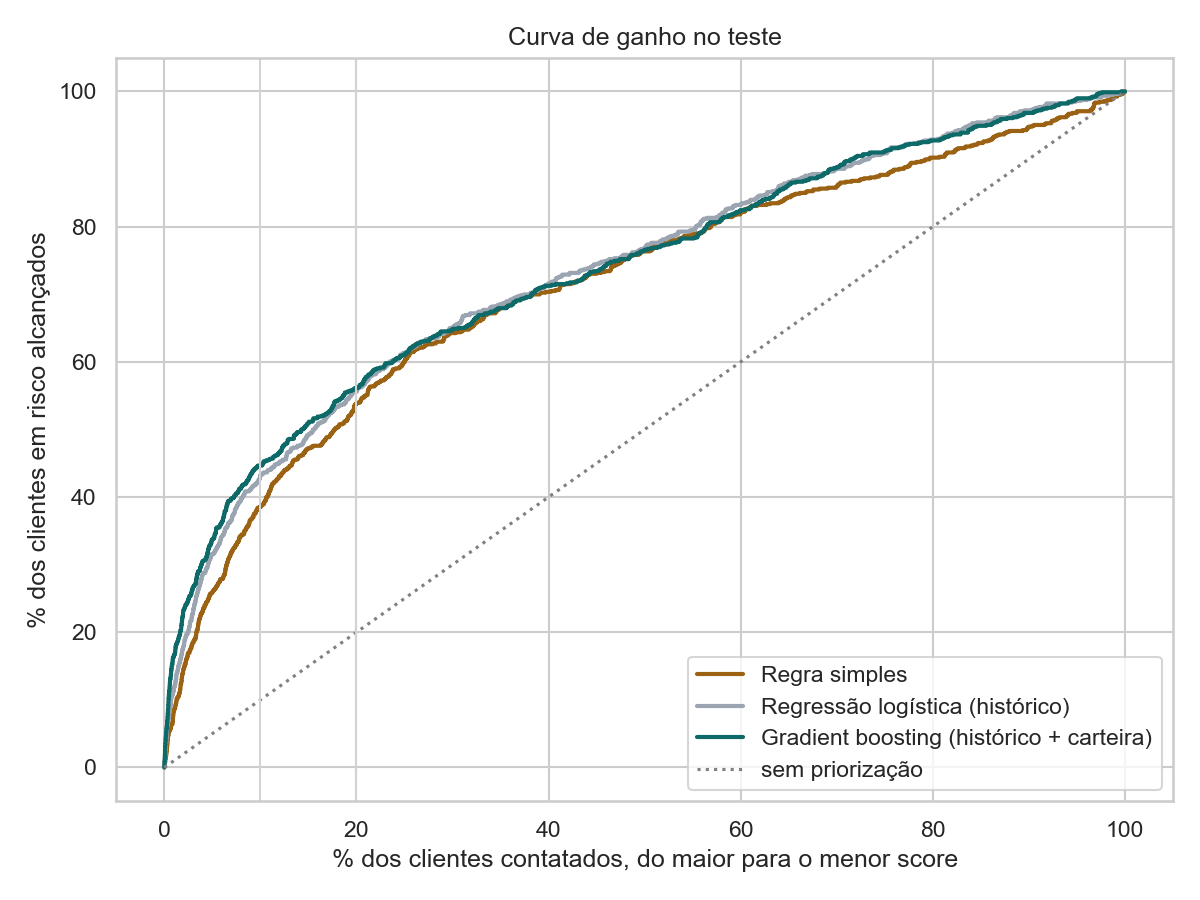 Curva de ganho no teste
% dos clientes em risco alcançados
100
80
60
40
20
0
0 20 40 60 80 100
% dos clientes contatados, do maior para o menor score
Regra simples
Regressão logística (histórico)
Gradient boosting (histórico + carteira)
sem priorização